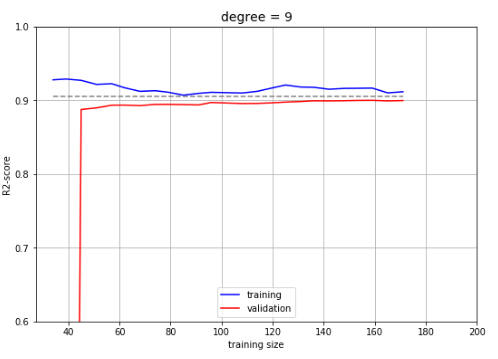 degree = 9
1.0
0.9
0.8
0.7
0.6
R2-score
training
validation
40 60 80 100 120 140 160 180 200
training size